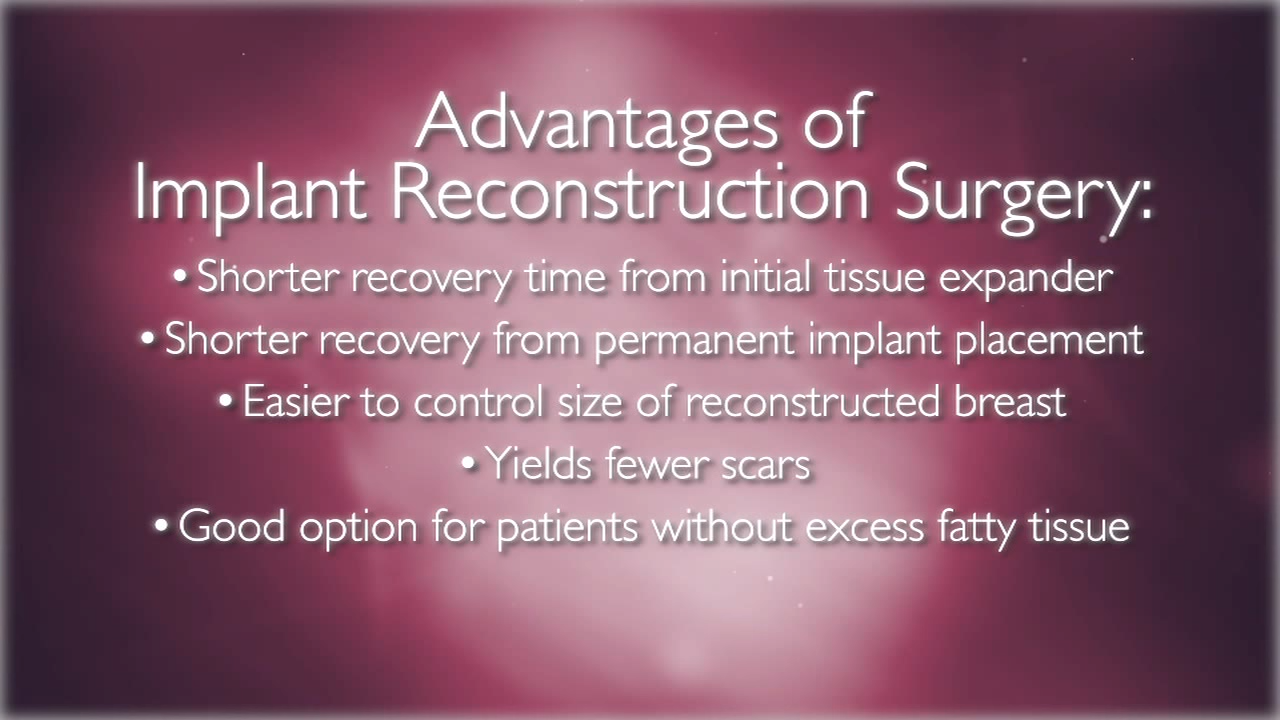 Advantages of
Implant Reconstruction Surgery:
• Shorter recovery time from initial tissue expander
• Shorter recovery from permanent implant placement
• Easier to control size of reconstructed breast
• Yields fewer scars
• Good option for patients without excess fatty tissue